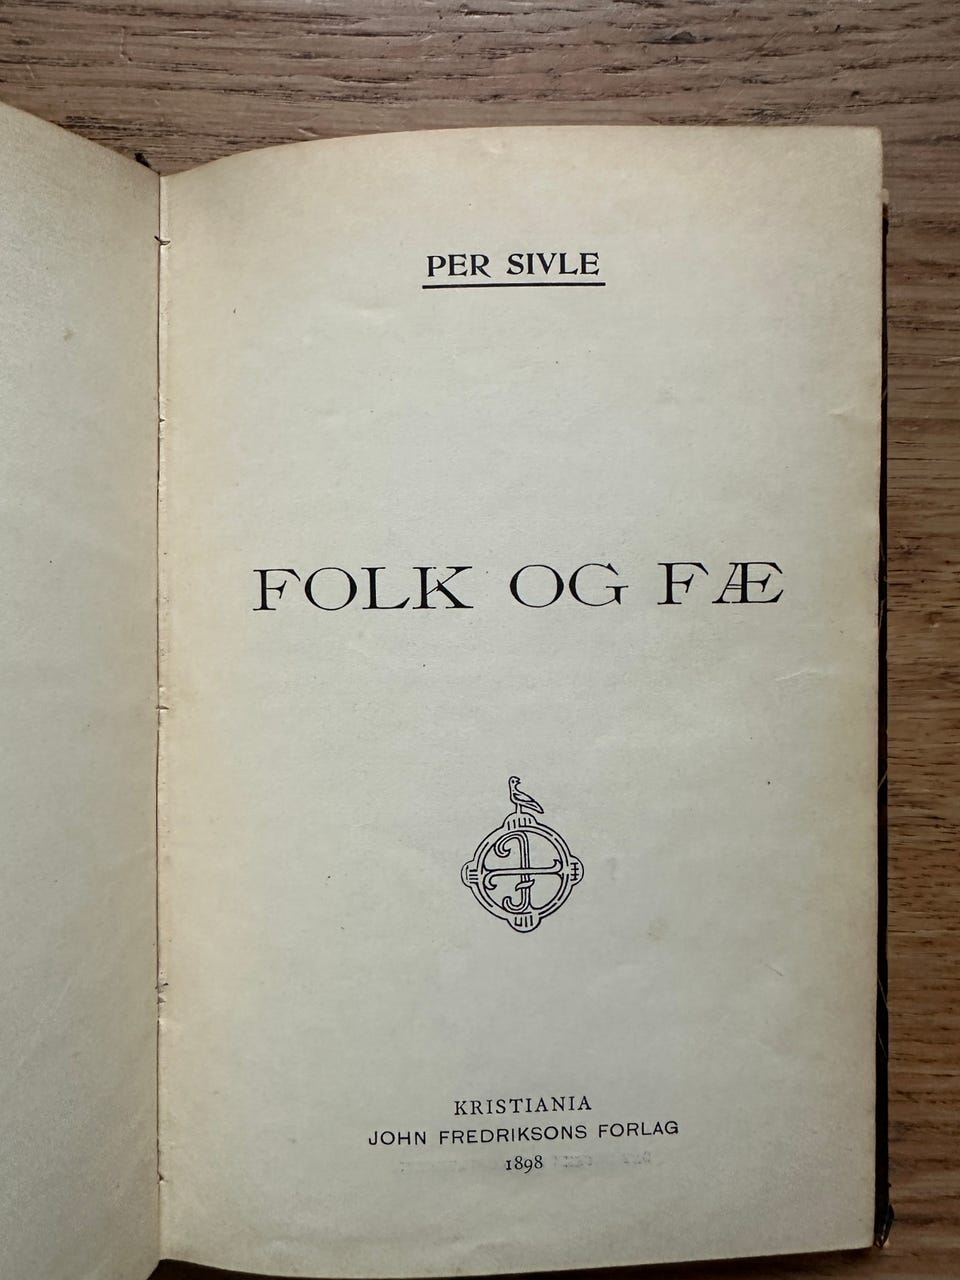 PER SIVLE
FOLK OG FÆ
KRISTIANIA
JOHN FREDRIKSONS FORLAG
1898